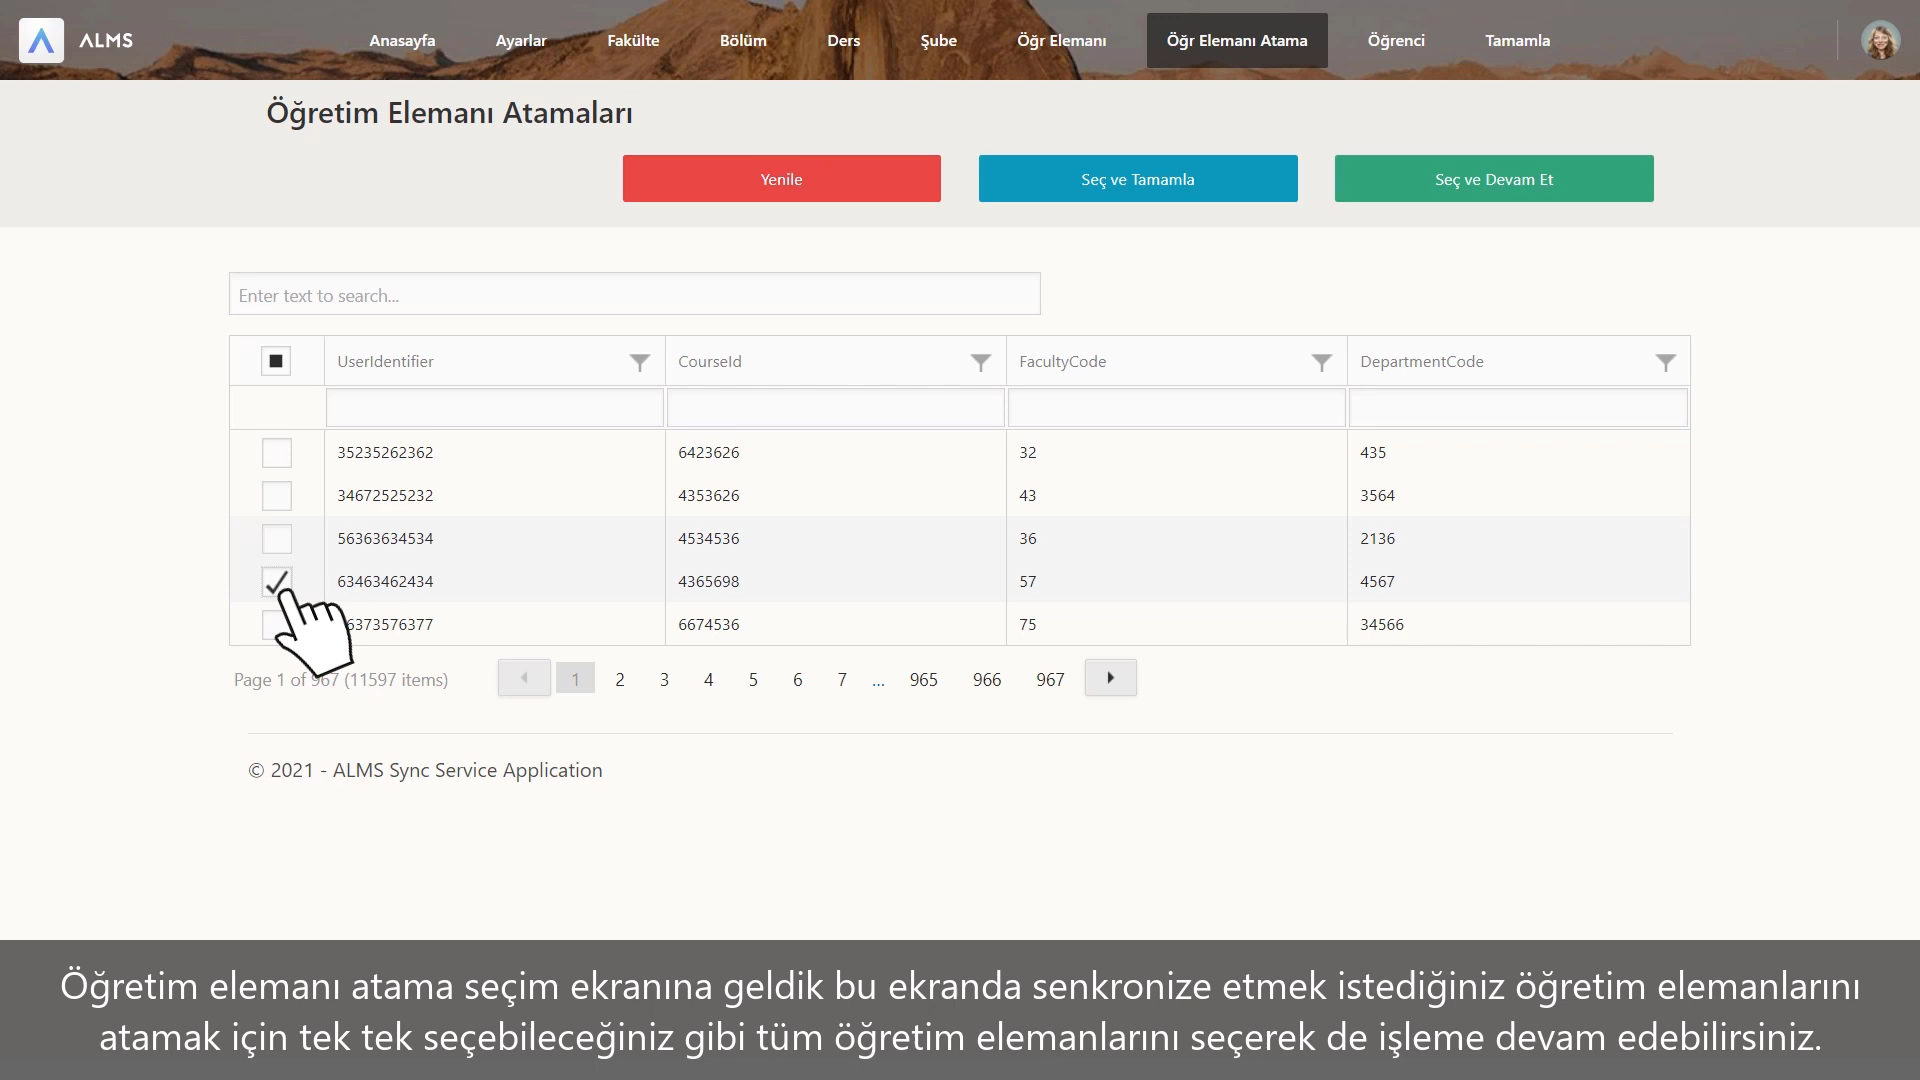 ALMS
Anasayfa
Ayarlar
Fakülte
Bölüm
Ders
Şube
Öğr Elemanı
Öğr Elemanı Atama
Öğrenci
Tamamla
Öğretim Elemanı Atamaları
Yenile
Seç ve Tamamla
Seç ve Devam Et
Enter text to search...
UserIdentifier CourseId FacultyCode DepartmentCode
35235262362 6423626 32 435
34672525232 4353626 43 3564
56363634534 4534536 36 2136
63463462434 4365698 57 4567
6373576377 6674536 75 34566
Page 1 of 967 (11597 items) 1 2 3 4 5 6 7 ... 965 966 967
© 2021 - ALMS Sync Service Application
Öğretim elemanı atama seçim ekranına geldik bu ekranda senkronize etmek istediğiniz öğretim elemanlarını
atamak için tek tek seçebileceğiniz gibi tüm öğretim elemanlarını seçerek de işleme devam edebilirsiniz.